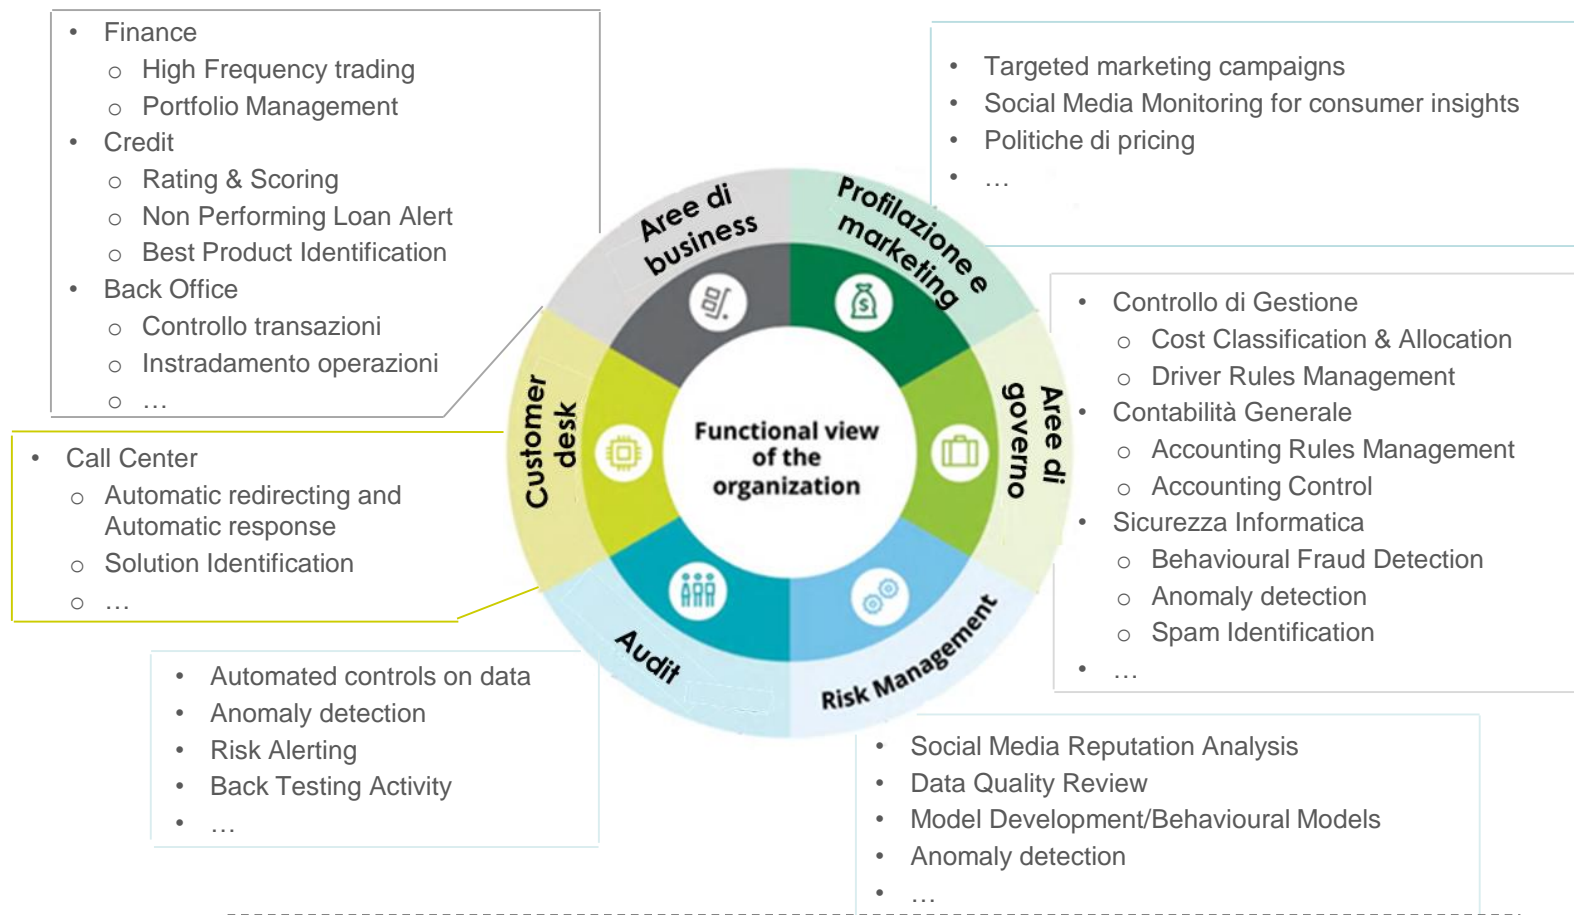 • Finance
o High Frequency trading
o Portfolio Management
• Credit
o Rating & Scoring
o Non Performing Loan Alert
o Best Product Identification
• Back Office
o Controllo transazioni
o Instradamento operazioni
o …
• Targeted marketing campaigns
• Social Media Monitoring for consumer insights
• Politiche di pricing
• …
Aree di
business
Profilazione e
marketing
Customer
desk
Functional view
of the
organization
Aree di
governo
Audit
Risk Management
• Controllo di Gestione
o Cost Classification & Allocation
o Driver Rules Management
• Contabilità Generale
o Accounting Rules Management
o Accounting Control
• Sicurezza Informatica
o Behavioural Fraud Detection
o Anomaly detection
o Spam Identification
• …
• Call Center
o Automatic redirecting and
Automatic response
o Solution Identification
o …
• Automated controls on data
• Anomaly detection
• Risk Alerting
• Back Testing Activity
• …
• Social Media Reputation Analysis
• Data Quality Review
• Model Development/Behavioural Models
• Anomaly detection
• …